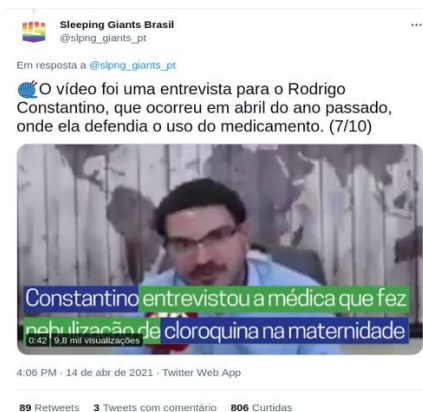 Sleeping Giants Brasil
@slpng_giants_pt
Em resposta a @slpng_giants_pt
O vídeo foi uma entrevista para o Rodrigo
Constantino, que ocorreu em abril do ano passado,
onde ela defendia o uso do medicamento. (7/10)
Constantino entrevistou a médica que fez
nebulização de cloroquina na maternidade
0:42 9,8 mil visualizações
4:06 PM · 14 de abr de 2021 · Twitter Web App
89 Retweets 3 Tweets com comentário 806 Curtidas